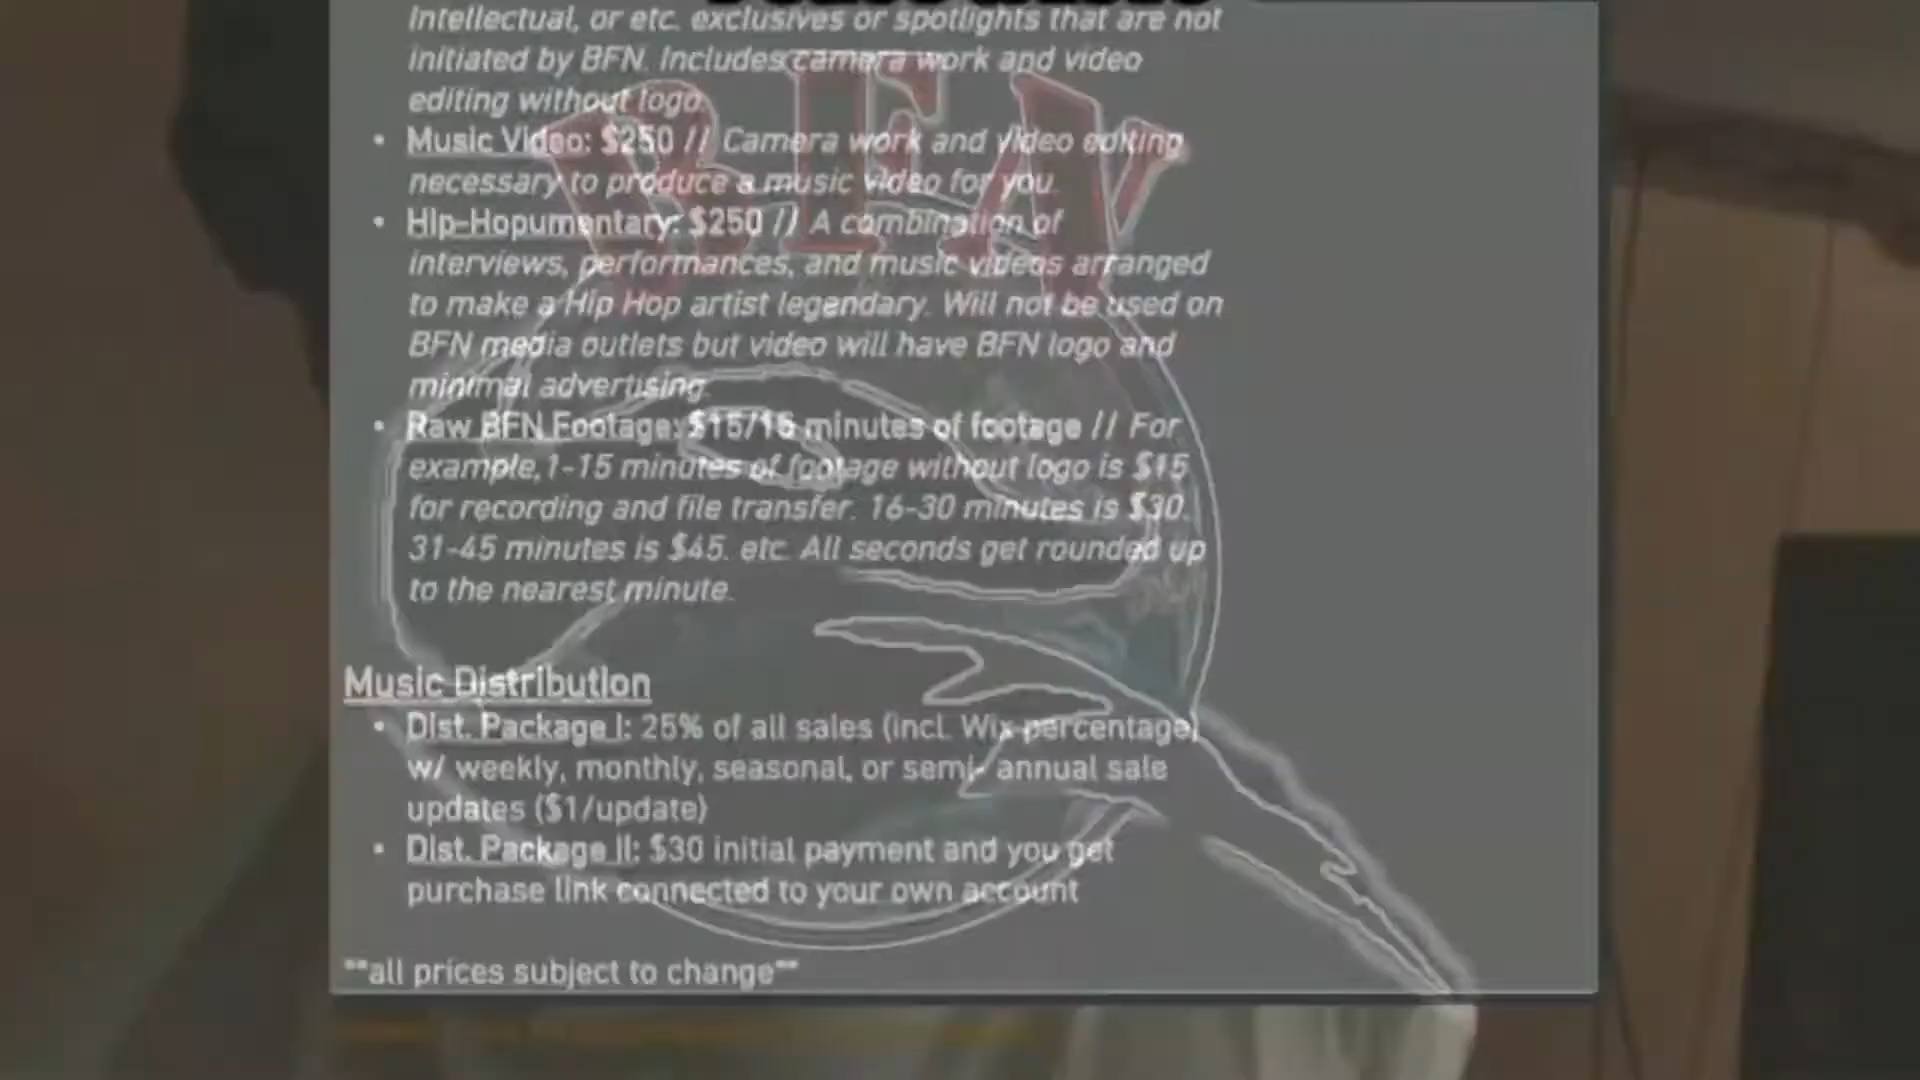 Intellectual, or etc. exclusives or spotlights that are not
initiated by BFN. Includes camera work and video
editing without logo.
• Music Video: $250 // Camera work and video editing
necessary to produce a music video for you.
• Hip-Hopumentary: $250 // A combination of
interviews, performances, and music videos arranged
to make a Hip Hop artist legendary. Will not be used on
BFN media outlets but video will have BFN logo and
minimal advertising.
• Raw BFN Footage: $15/15 minutes of footage // For
example, 1-15 minutes of footage without logo is $15
for recording and file transfer. 16-30 minutes is $30.
31-45 minutes is $45. etc. All seconds get rounded up
to the nearest minute.
Music Distribution
• Dist. Package I: 25% of all sales (incl. Wix percentage)
w/ weekly, monthly, seasonal, or semi- annual sale
updates ($1/update)
• Dist. Package II: $30 initial payment and you get
purchase link connected to your own account
**all prices subject to change**
BFN